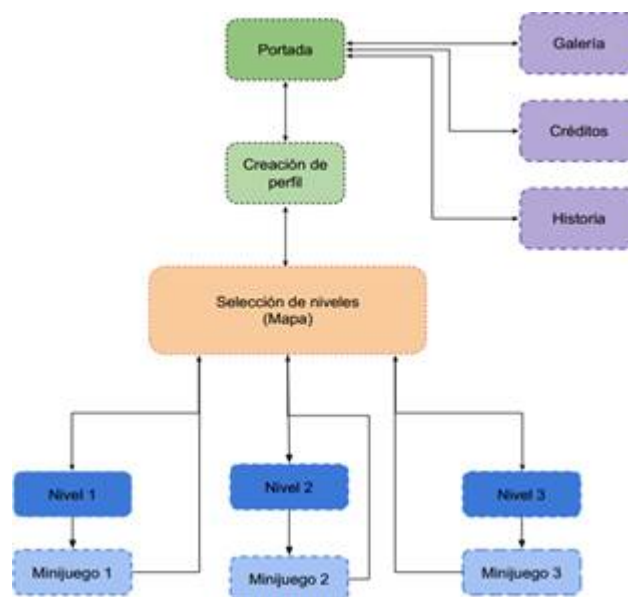 Portada
Galería
Créditos
Historia
Creación de
perfil
Selección de niveles
(Mapa)
Nivel 1
Nivel 2
Nivel 3
Minijuego 1
Minijuego 2
Minijuego 3